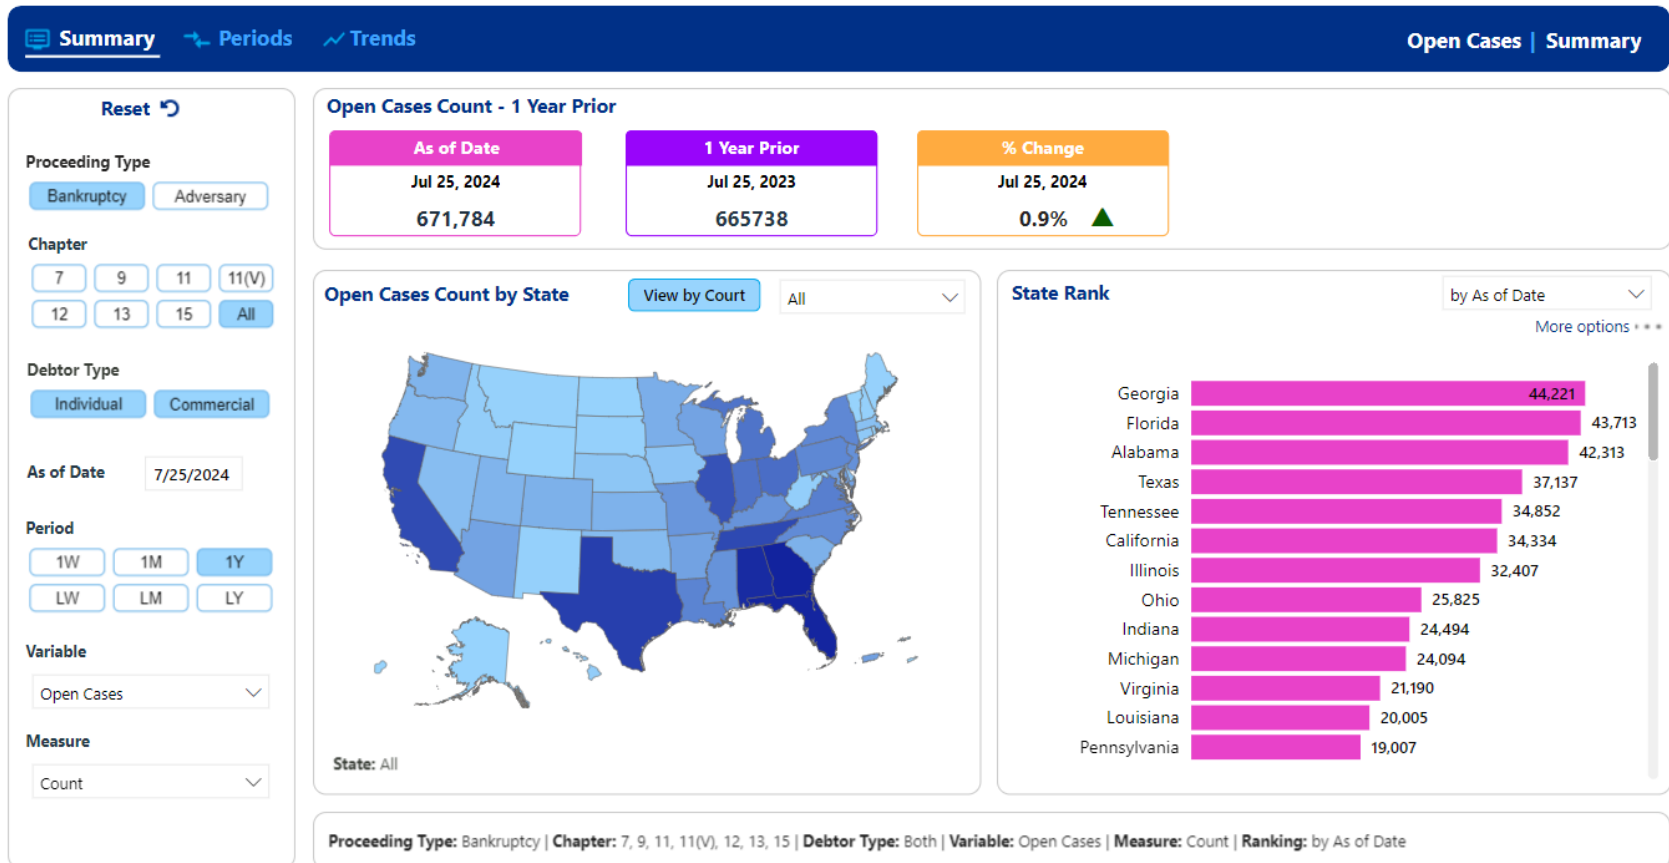 Summary Periods Trends Open Cases | Summary
Reset
Proceeding Type
Bankruptcy Adversary
Chapter
7 9 11 11(V)
12 13 15 All
Debtor Type
Individual Commercial
As of Date 7/25/2024
Period
1W 1M 1Y
LW LM LY
Variable
Open Cases
Measure
Count
Open Cases Count - 1 Year Prior
As of Date
Jul 25, 2024
671,784
1 Year Prior
Jul 25, 2023
665738
% Change
Jul 25, 2024
0.9%
Open Cases Count by State View by Court All
State: All
State Rank by As of Date
More options
Georgia 44,221
Florida 43,713
Alabama 42,313
Texas 37,137
Tennessee 34,852
California 34,334
Illinois 32,407
Ohio 25,825
Indiana 24,494
Michigan 24,094
Virginia 21,190
Louisiana 20,005
Pennsylvania 19,007
Proceeding Type: Bankruptcy | Chapter: 7, 9, 11, 11(V), 12, 13, 15 | Debtor Type: Both | Variable: Open Cases | Measure: Count | Ranking: by As of Date